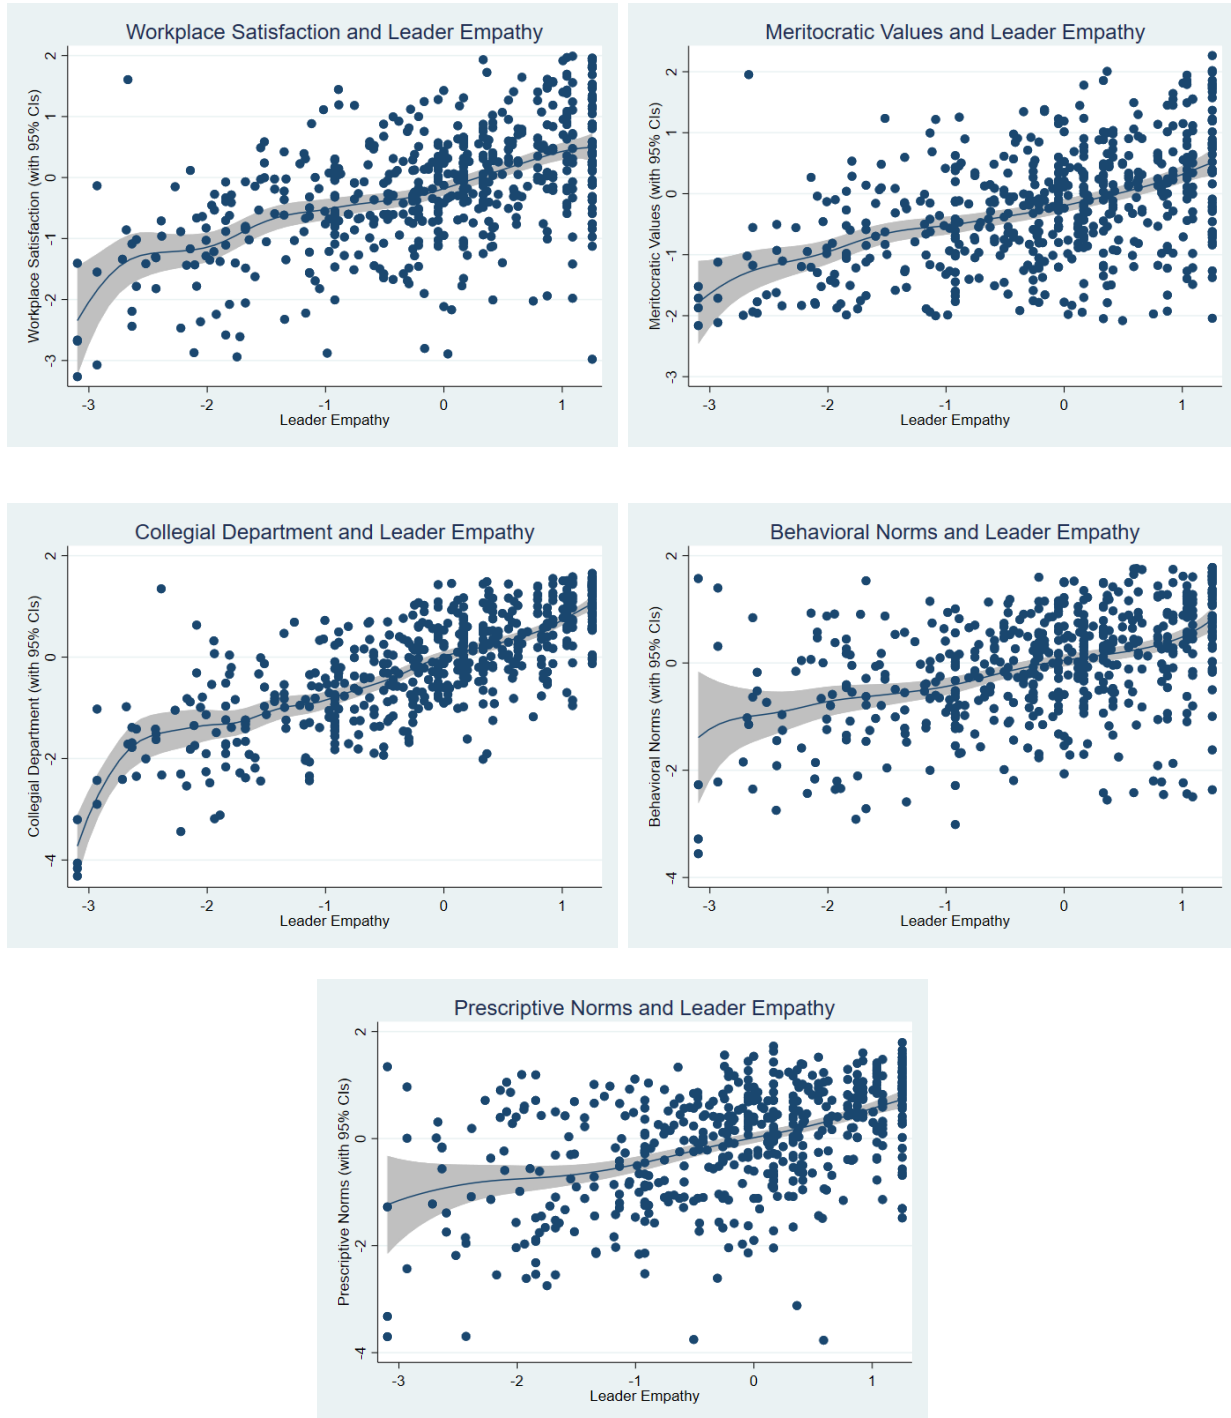 Workplace Satisfaction and Leader Empathy
Workplace Satisfaction (with 95% CIs)
2
1
0
-1
-2
-3
-3 -2 -1 0 1
Leader Empathy
Meritocratic Values and Leader Empathy
Meritocratic Values (with 95% CIs)
2
1
0
-1
-2
-3
-3 -2 -1 0 1
Leader Empathy
Collegial Department and Leader Empathy
Collegial Department (with 95% CIs)
2
0
-2
-4
-3 -2 -1 0 1
Leader Empathy
Behavioral Norms and Leader Empathy
Behavioral Norms (with 95% CIs)
2
0
-2
-4
-3 -2 -1 0 1
Leader Empathy
Prescriptive Norms and Leader Empathy
Prescriptive Norms (with 95% CIs)
2
0
-2
-4
-3 -2 -1 0 1
Leader Empathy